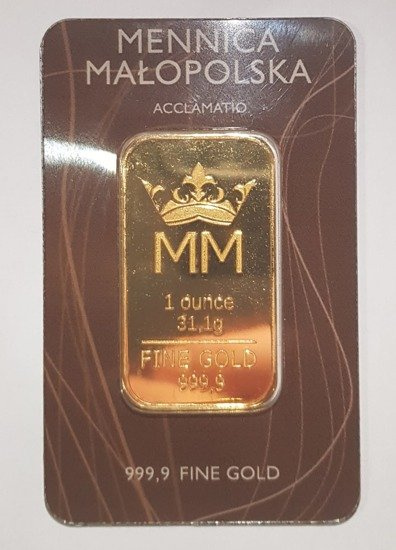 MENNICA
MAŁOPOLSKA
ACCLAMATIO
MM
1 ounce
31,1g
FINE GOLD
999,9
999,9 FINE GOLD